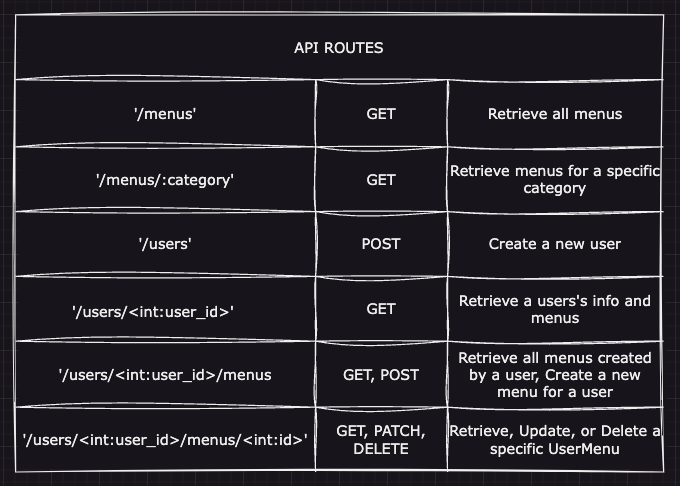 API ROUTES
'/menus'
GET
Retrieve all menus
'/menus/:category'
GET
Retrieve menus for a specific
category
'/users'
POST
Create a new user
'/users/<int:user_id>'
GET
Retrieve a users's info and
menus
'/users/<int:user_id>/menus
GET, POST
Retrieve all menus created
by a user, Create a new
menu for a user
'/users/<int:user_id>/menus/<int:id>'
GET, PATCH,
DELETE
Retrieve, Update, or Delete a
specific UserMenu